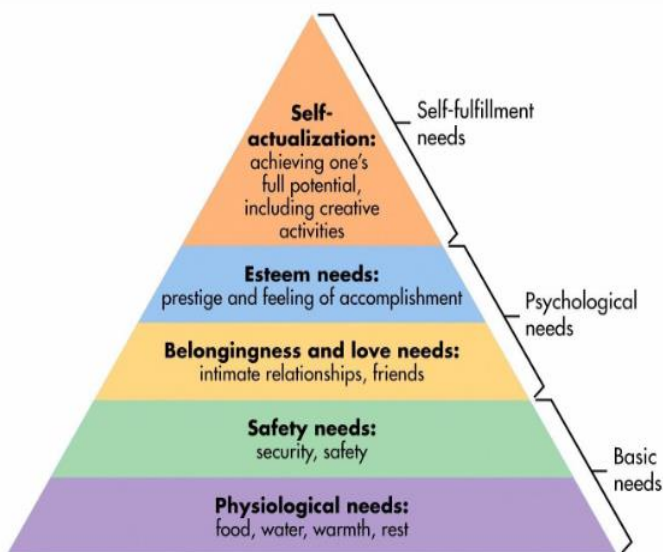 Self-
actualization:
achieving one's
full potential,
including creative
activities
Self-fulfillment
needs
Esteem needs:
prestige and feeling of accomplishment
Belongingness and love needs:
intimate relationships, friends
Psychological
needs
Safety needs:
security, safety
Physiological needs:
food, water, warmth, rest
Basic
needs